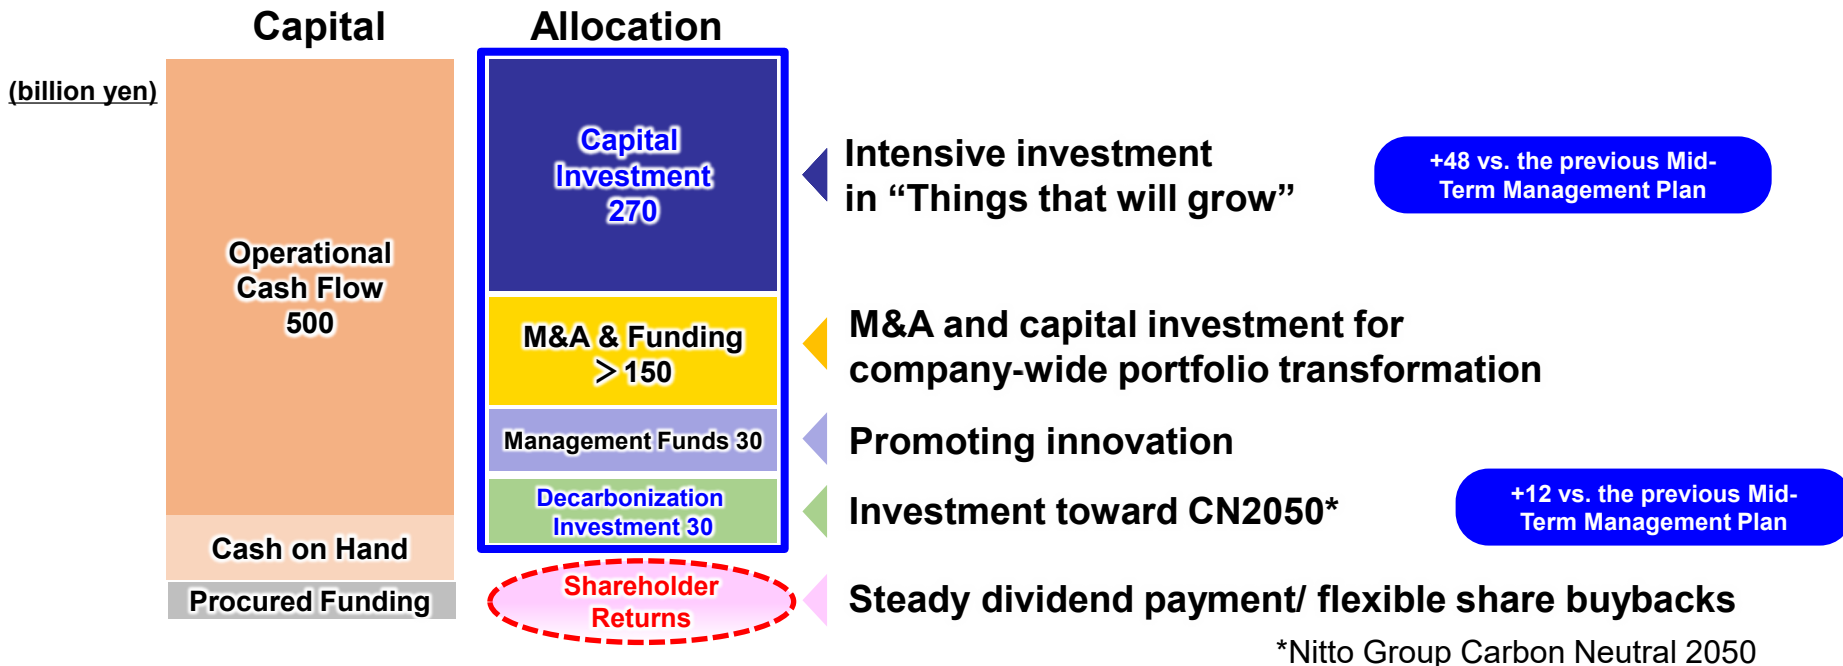 Capital
Allocation
(billion yen)
Operational
Cash Flow
500
Cash on Hand
Procured Funding
Capital
Investment
270
M&A & Funding
＞150
Management Funds 30
Decarbonization
Investment 30
Shareholder
Returns
Intensive investment
in “Things that will grow”
+48 vs. the previous Mid-
Term Management Plan
M&A and capital investment for
company-wide portfolio transformation
Promoting innovation
Investment toward CN2050*
+12 vs. the previous Mid-
Term Management Plan
Steady dividend payment/ flexible share buybacks
*Nitto Group Carbon Neutral 2050